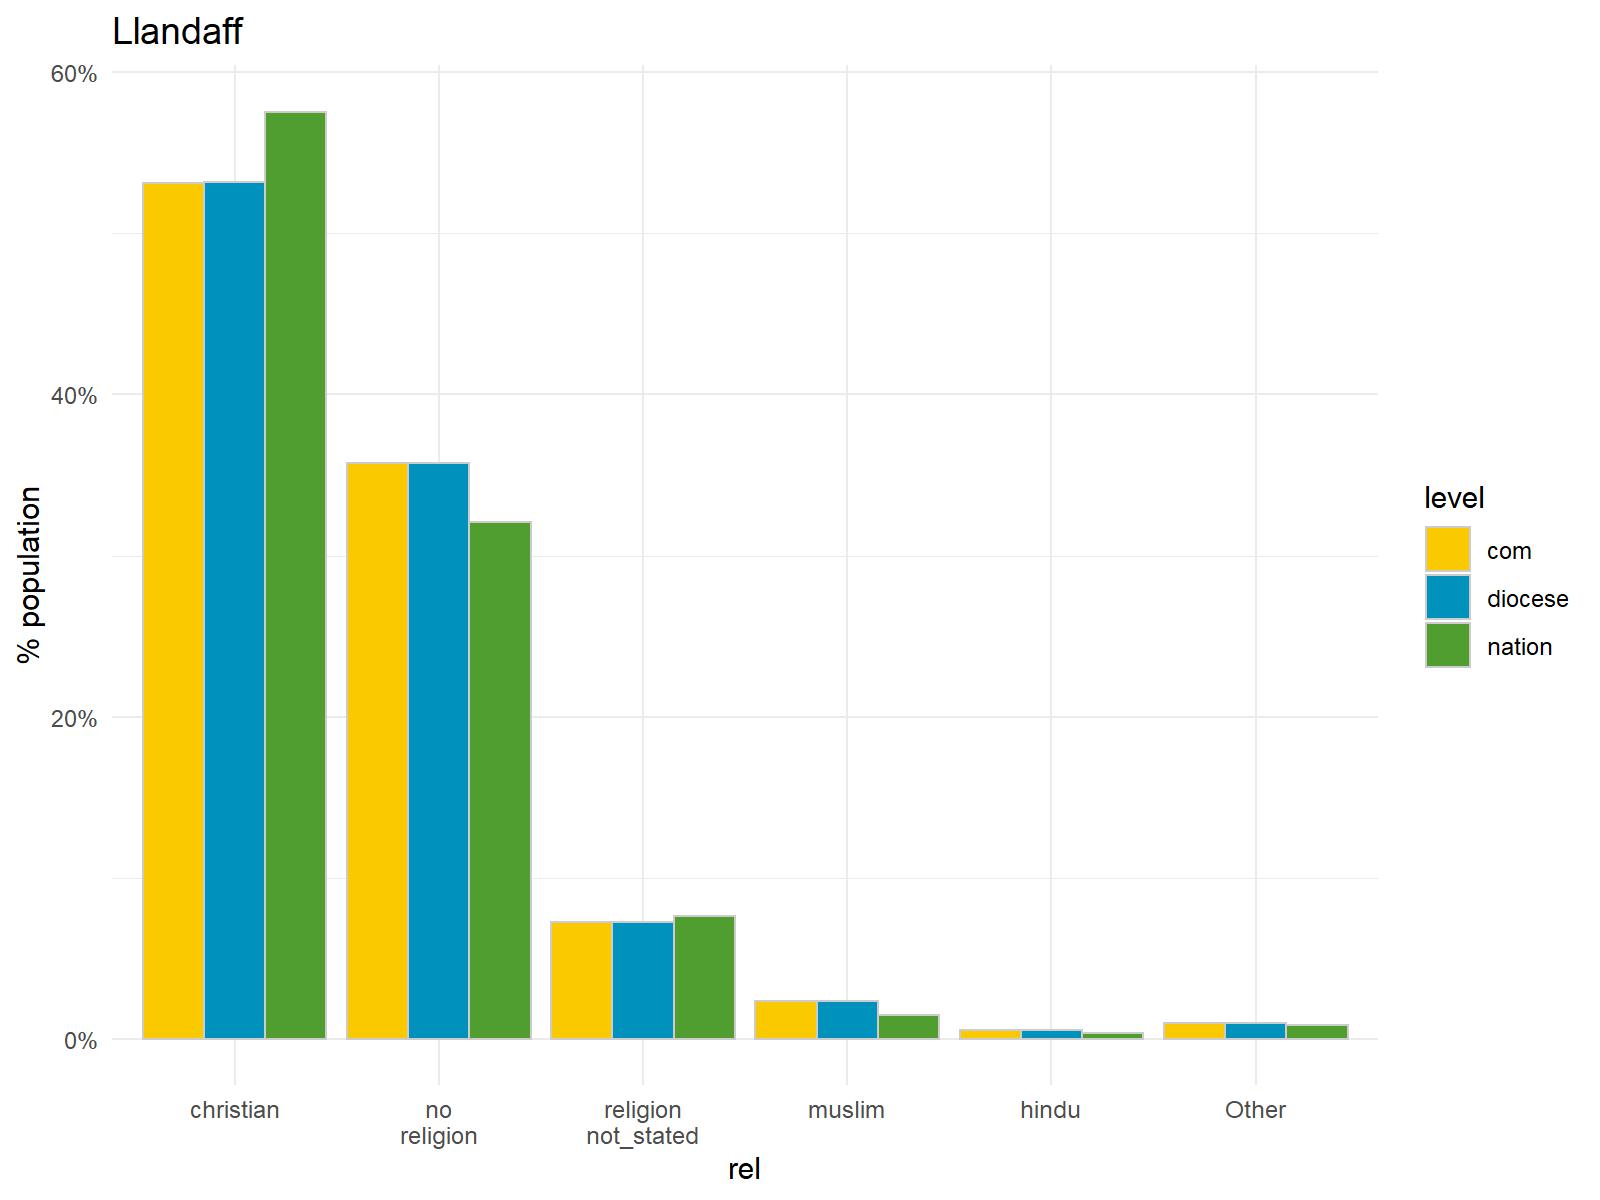 Llandaff
60%
40%
20%
0%
% population
christian
no
religion
religion
not_stated
muslim
hindu
Other
rel
level
com
diocese
nation